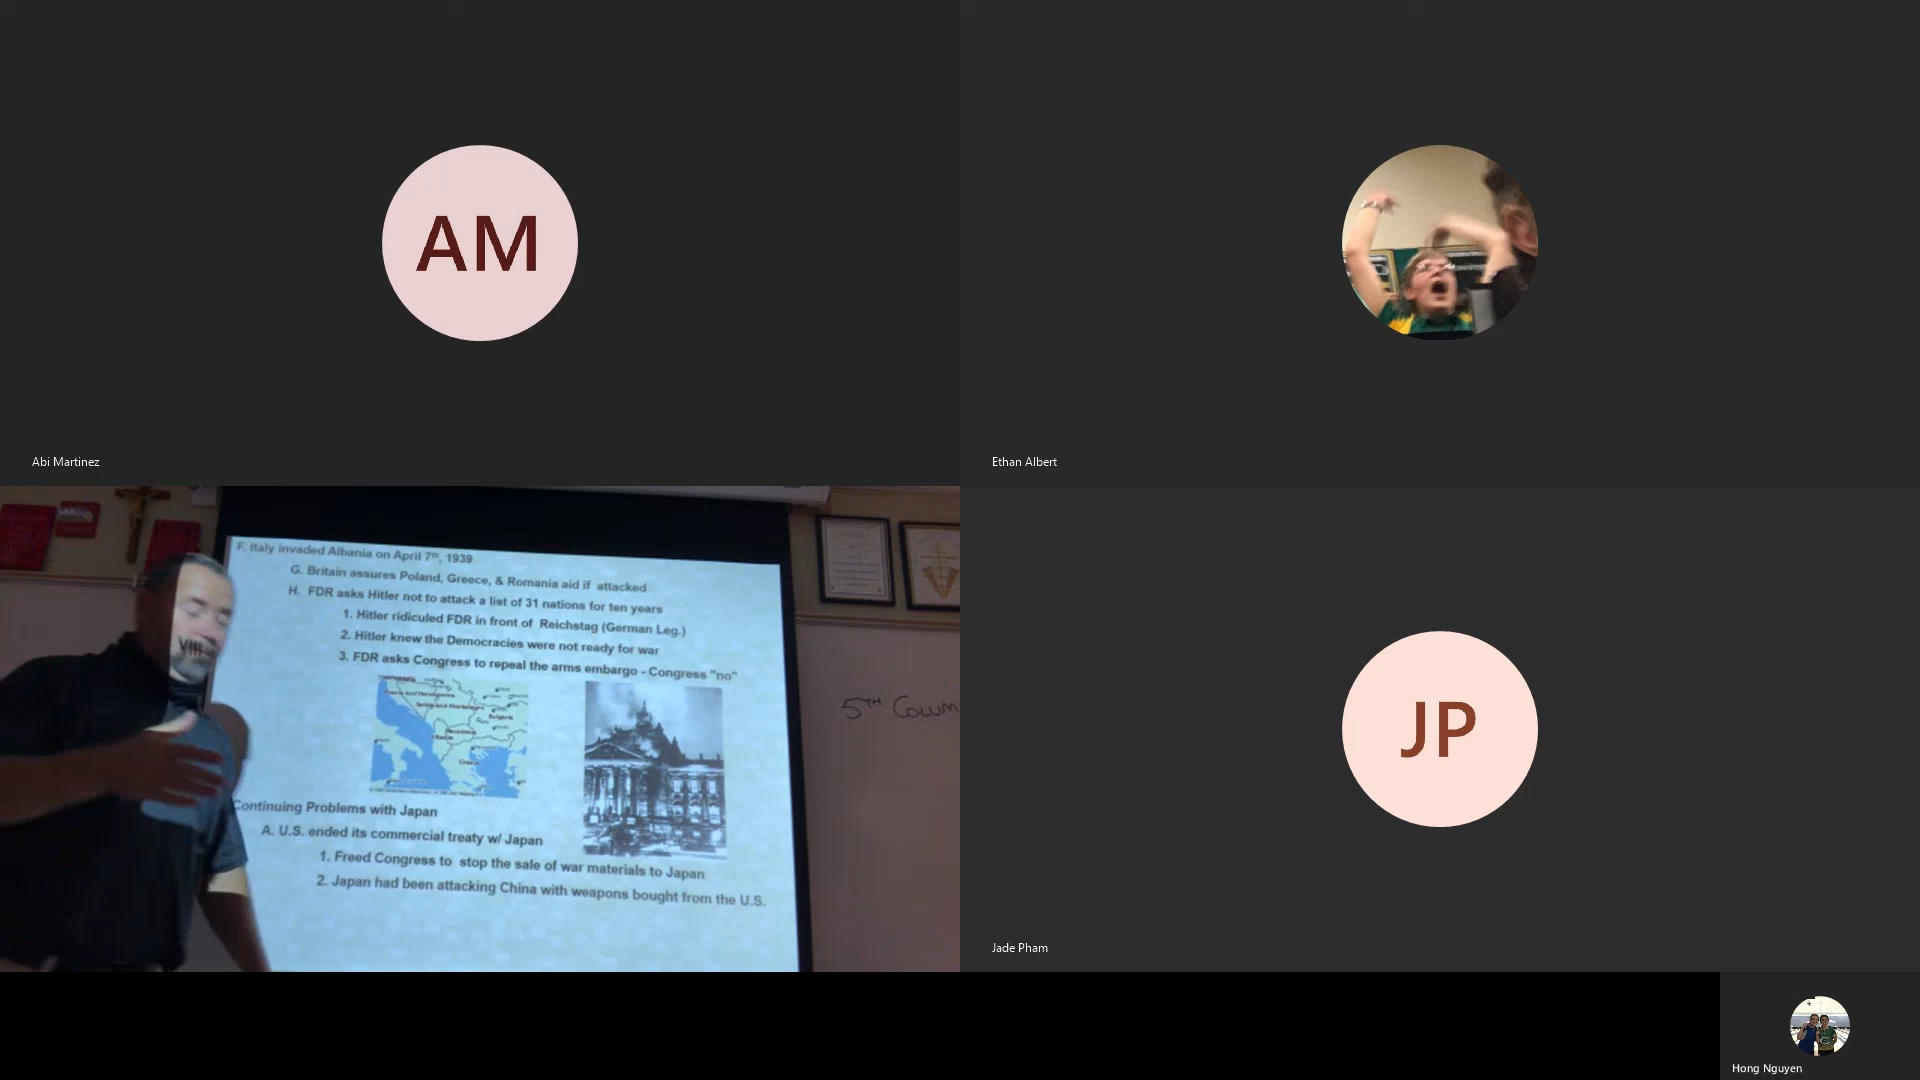 AM
Abi Martinez
Ethan Albert
F. Italy invaded Albania on April 7th, 1939
G. Britain assures Poland, Greece, & Romania aid if attacked
H. FDR asks Hitler not to attack a list of 31 nations for ten years
1. Hitler ridiculed FDR in front of Reichstag (German Leg.)
2. Hitler knew the Democracies were not ready for war
3. FDR asks Congress to repeal the arms embargo - Congress "no"
Bulgaria
Greece
VIII.
Continuing Problems with Japan
A. U.S. ended its commercial treaty w/ Japan
1. Freed Congress to stop the sale of war materials to Japan
2. Japan had been attacking China with weapons bought from the U.S.
5TH COLUM
JP
Jade Pham
Hong Nguyen